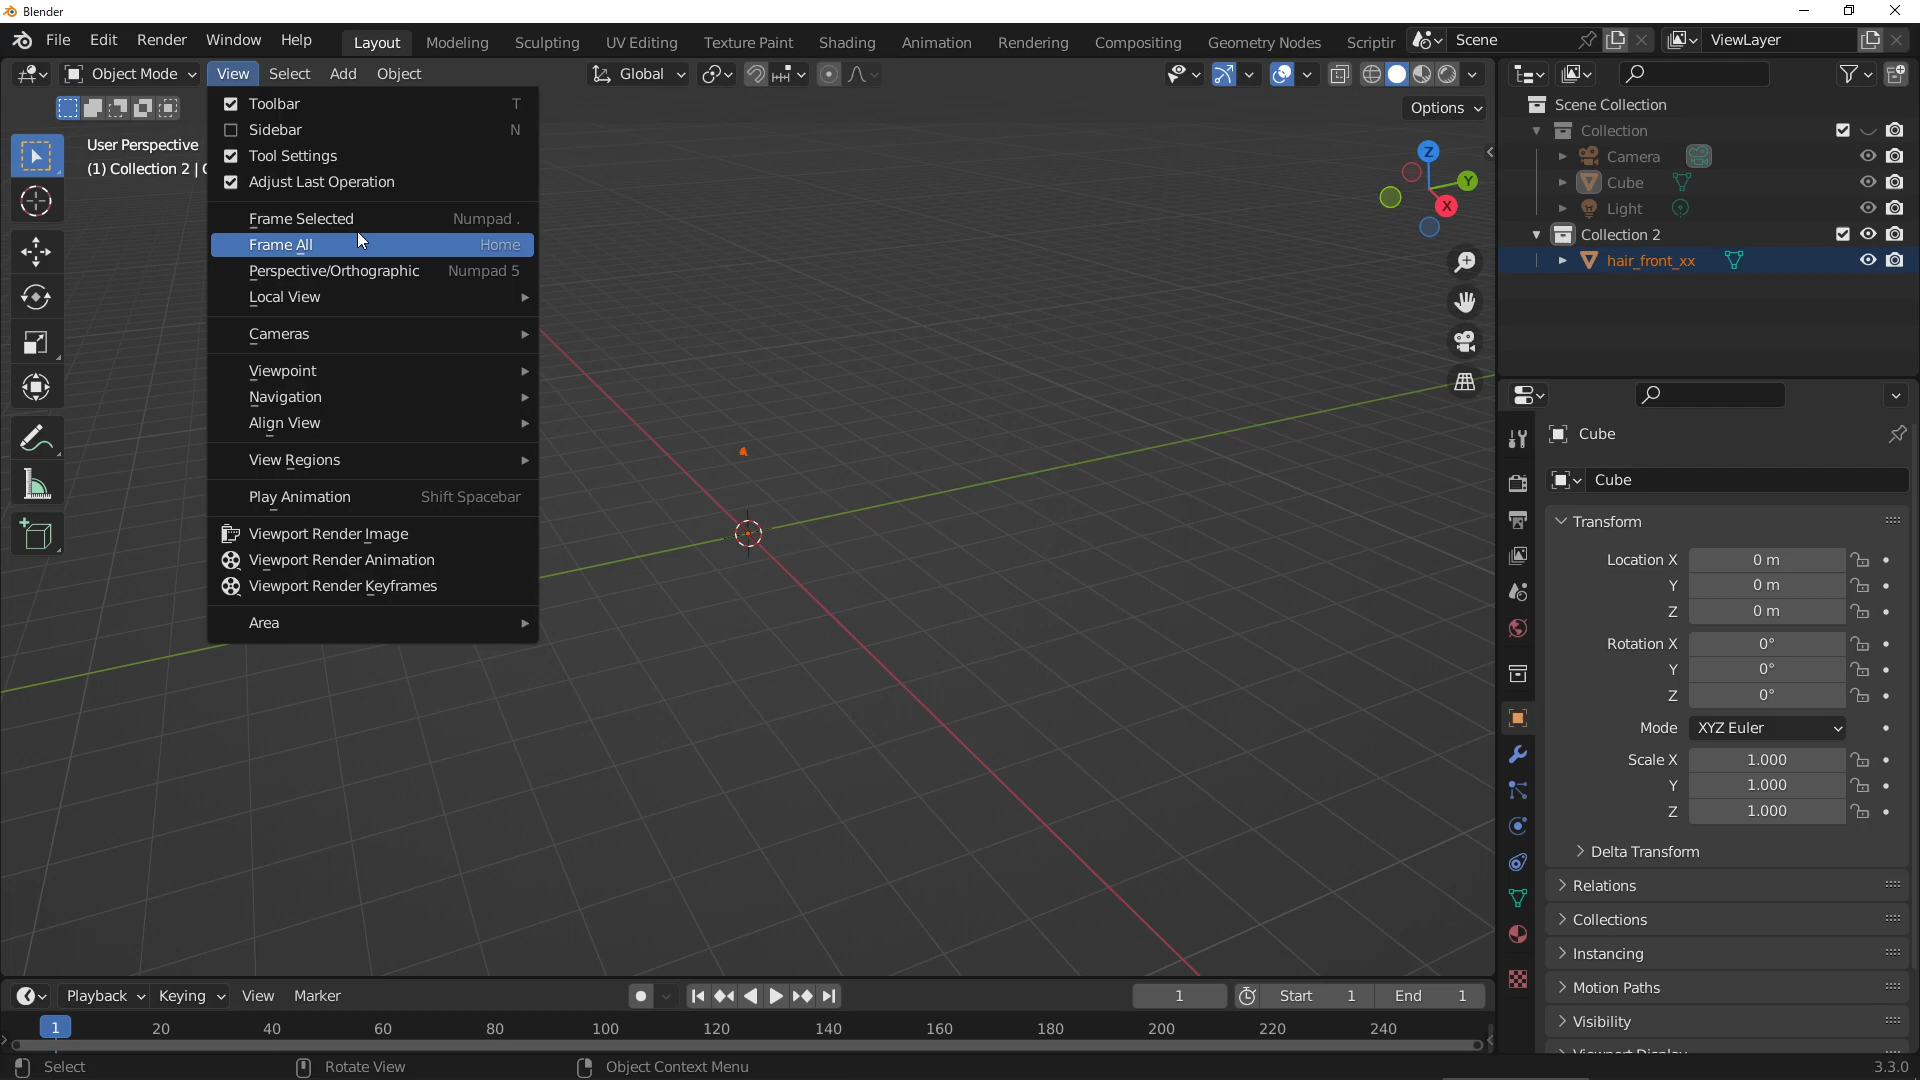 Blender
File Edit Render Window Help Layout Modeling Sculpting UV Editing Texture Paint Shading Animation Rendering Compositing Geometry Nodes Scriptir Scene ViewLayer
Object Mode View Select Add Object Global
Options
User Perspective
(1) Collection 2 |
Toolbar T
Sidebar N
Tool Settings
Adjust Last Operation
Frame Selected Numpad .
Frame All Home
Perspective/Orthographic Numpad 5
Local View
Cameras
Viewpoint
Navigation
Align View
View Regions
Play Animation Shift Spacebar
Viewport Render Image
Viewport Render Animation
Viewport Render Keyframes
Area
Z
Y
X
Scene Collection
Collection
Camera
Cube
Light
Collection 2
hair_front_xx
Cube
Cube
Transform
Location X 0 m
Y 0 m
Z 0 m
Rotation X 0°
Y 0°
Z 0°
Mode XYZ Euler
Scale X 1.000
Y 1.000
Z 1.000
Delta Transform
Relations
Collections
Instancing
Motion Paths
Visibility
Playback Keying View Marker 1 Start 1 End 1
1 20 40 60 80 100 120 140 160 180 200 220 240
Select Rotate View Object Context Menu 3.3.0